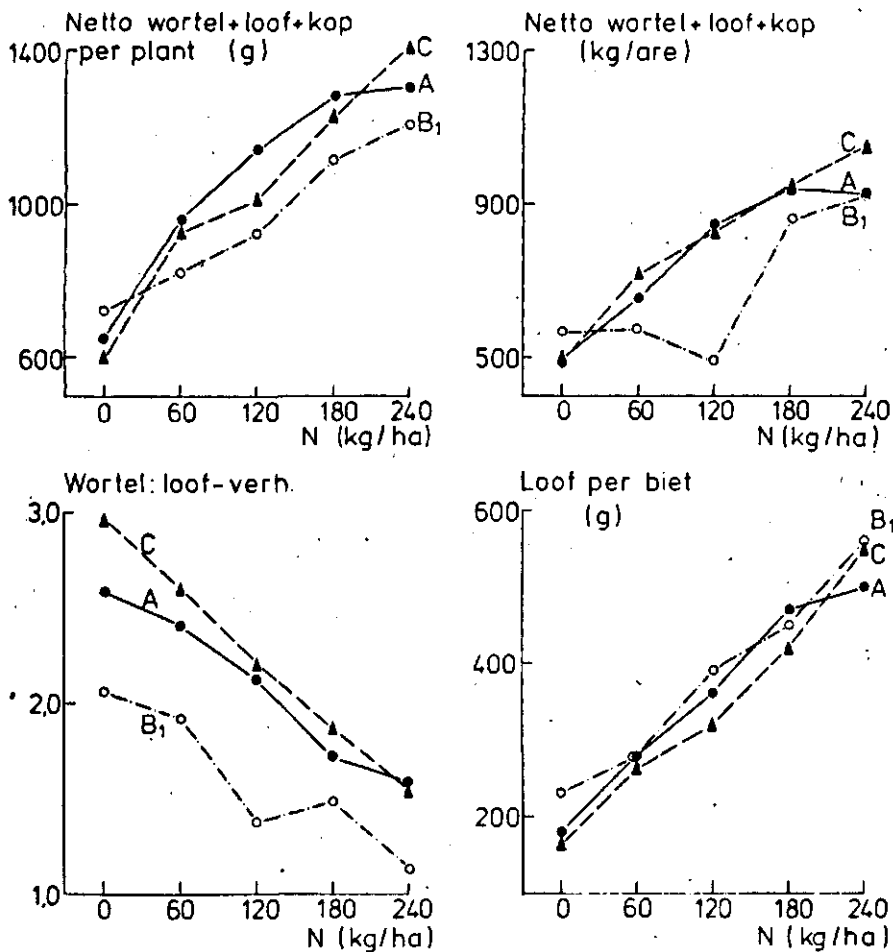 Netto wortel+loof+kop
per plant (g)
1400
1000
600
C
A
B1
0 60 120 180 240
N (kg/ha)
Netto wortel+loof+kop
(kg/are)
1300
900
500
C
A
B1
0 60 120 180 240
N (kg/ha)
Wortel:loof-verh.
3,0
2,0
1,0
C
A
B1
0 60 120 180 240
N (kg/ha)
Loof per biet
(g)
600
400
200
B1
C
A
0 60 120 180 240
N (kg/ha)